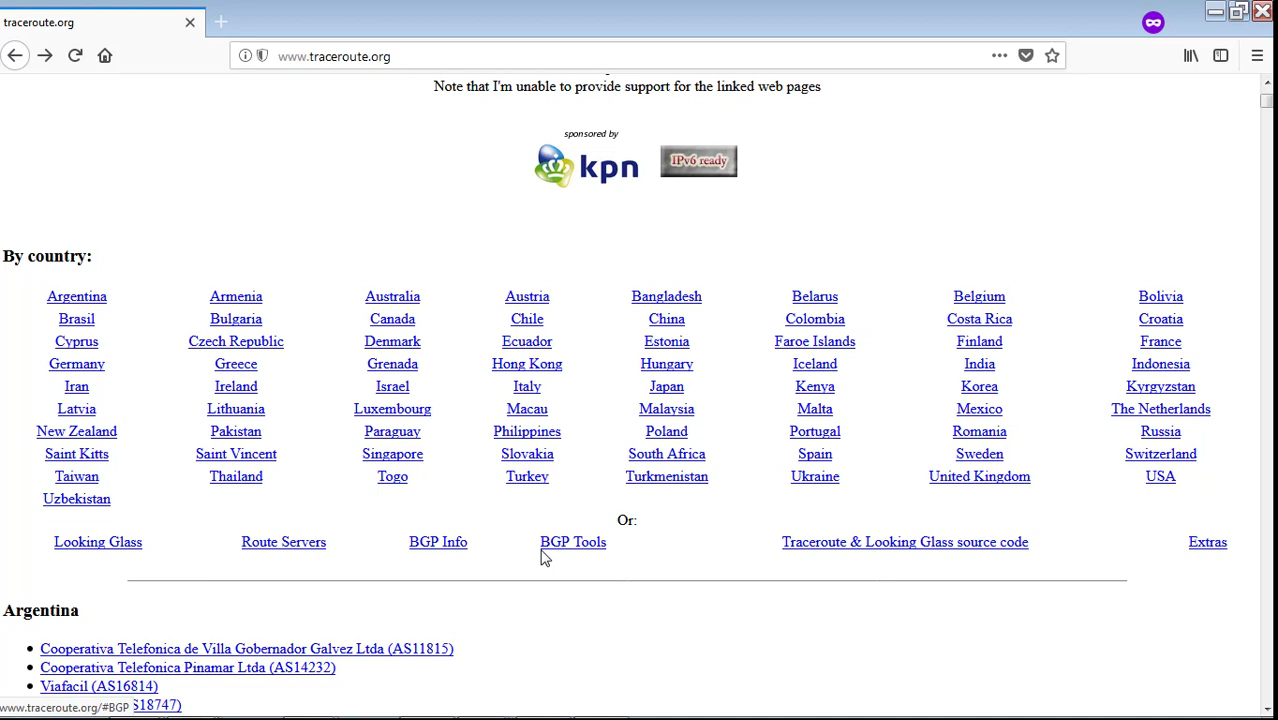 traceroute.org
www.traceroute.org
Note that I'm unable to provide support for the linked web pages
sponsored by
kpn
IPv6 ready
By country:
Argentina Armenia Australia Austria Bangladesh Belarus Belgium Bolivia
Brasil Bulgaria Canada Chile China Colombia Costa Rica Croatia
Cyprus Czech Republic Denmark Ecuador Estonia Faroe Islands Finland France
Germany Greece Grenada Hong Kong Hungary Iceland India Indonesia
Iran Ireland Israel Italy Japan Kenya Korea Kyrgyzstan
Latvia Lithuania Luxembourg Macau Malaysia Malta Mexico The Netherlands
New Zealand Pakistan Paraguay Philippines Poland Portugal Romania Russia
Saint Kitts Saint Vincent Singapore Slovakia South Africa Spain Sweden Switzerland
Taiwan Thailand Togo Turkey Turkmenistan Ukraine United Kingdom USA
Uzbekistan
Or:
Looking Glass Route Servers BGP Info BGP Tools Traceroute & Looking Glass source code Extras
Argentina
Cooperativa Telefonica de Villa Gobernador Galvez Ltda (AS11815)
Cooperativa Telefonica Pinamar Ltda (AS14232)
Viafacil (AS16814)
www.traceroute.org/#BGP S18747)